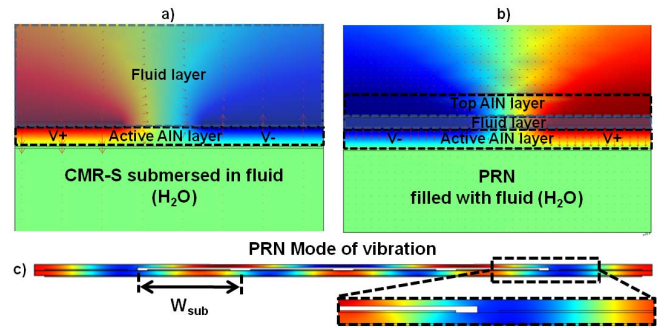 a)
b)
Fluid layer
V+ Active AlN layer V-
CMR-S submersed in fluid
(H2O)
Top AlN layer
Fluid layer
V- Active AlN layer V+
PRN
filled with fluid (H2O)
PRN Mode of vibration
c)
Wsub